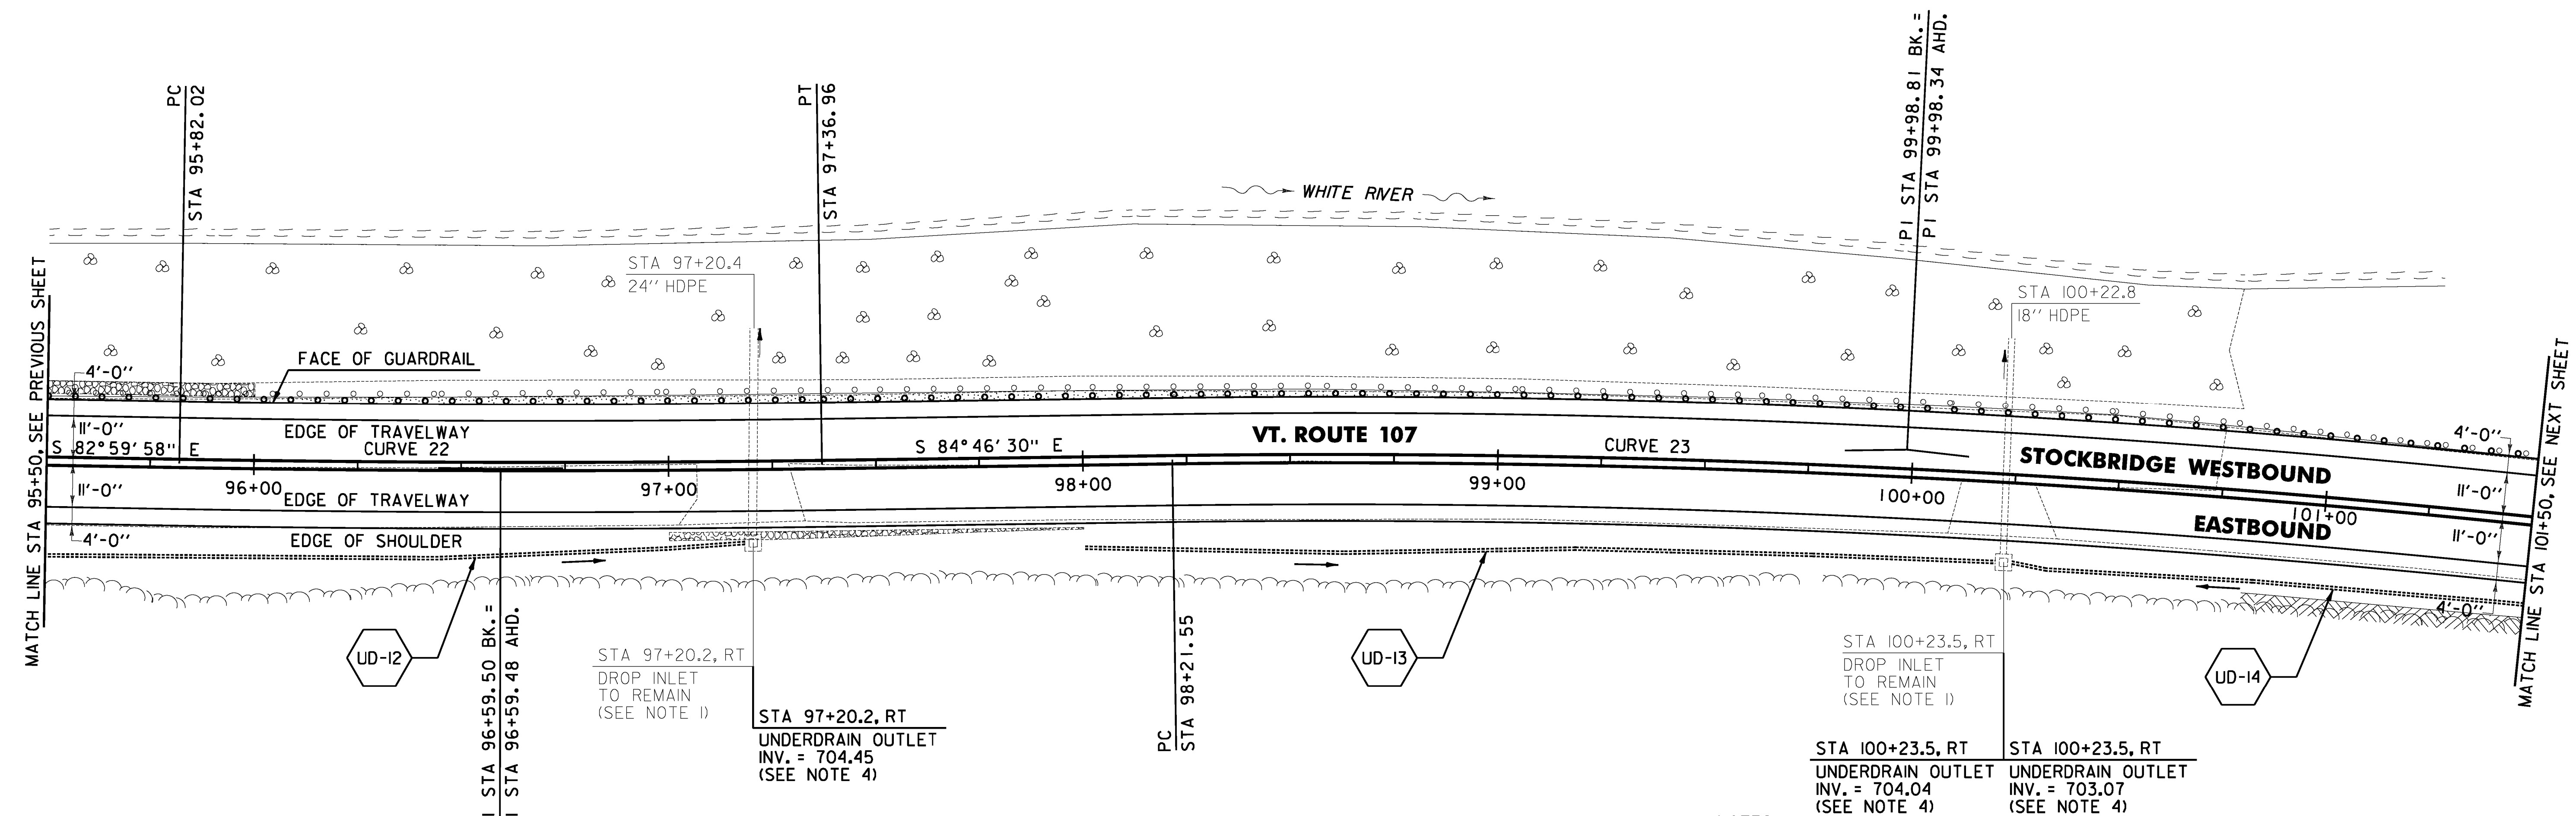 PC
STA 95+82.02
PT
STA 97+36.96
PI STA 99+98.81 BK. =
PI STA 99+98.34 AHD.
WHITE RIVER
MATCH LINE STA 95+50, SEE PREVIOUS SHEET
STA 97+20.4
24" HDPE
STA 100+22.8
18" HDPE
FACE OF GUARDRAIL
4'-0"
11'-0"
EDGE OF TRAVELWAY
S 82°59'58" E
CURVE 22
S 84°46'30" E
VT. ROUTE 107
CURVE 23
STOCKBRIDGE WESTBOUND
4'-0"
11'-0"
96+00
97+00
98+00
99+00
100+00
101+00
11'-0"
EDGE OF TRAVELWAY
4'-0"
EDGE OF SHOULDER
EASTBOUND
11'-0"
4'-0"
MATCH LINE STA 101+50, SEE NEXT SHEET
UD-12
I STA 96+59.50 BK. =
I STA 96+59.48 AHD.
STA 97+20.2, RT
DROP INLET
TO REMAIN
(SEE NOTE 1)
STA 97+20.2, RT
UNDERDRAIN OUTLET
INV. = 704.45
(SEE NOTE 4)
PC
STA 98+21.55
UD-13
STA 100+23.5, RT
DROP INLET
TO REMAIN
(SEE NOTE 1)
STA 100+23.5, RT
UNDERDRAIN OUTLET
INV. = 704.04
(SEE NOTE 4)
STA 100+23.5, RT
UNDERDRAIN OUTLET
INV. = 703.07
(SEE NOTE 4)
UD-14